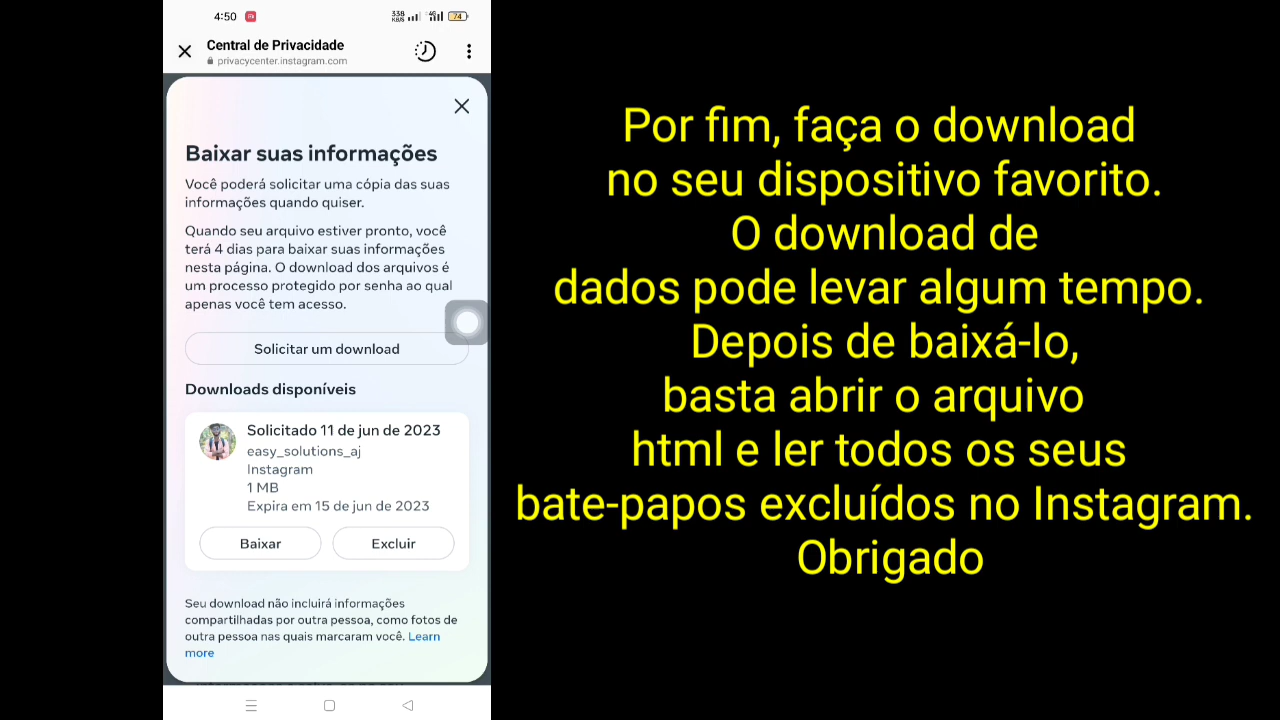 4:50
338 KB/S
4G
74
Central de Privacidade
privacycenter.instagram.com
Baixar suas informações
Você poderá solicitar uma cópia das suas
informações quando quiser.
Quando seu arquivo estiver pronto, você
terá 4 dias para baixar suas informações
nesta página. O download dos arquivos é
um processo protegido por senha ao qual
apenas você tem acesso.
Solicitar um download
Downloads disponíveis
Solicitado 11 de jun de 2023
easy_solutions_aj
Instagram
1 MB
Expira em 15 de jun de 2023
Baixar
Excluir
Seu download não incluirá informações
compartilhadas por outra pessoa, como fotos de
outra pessoa nas quais marcaram você. Learn
more
Por fim, faça o download
no seu dispositivo favorito.
O download de
dados pode levar algum tempo.
Depois de baixá-lo,
basta abrir o arquivo
html e ler todos os seus
bate-papos excluídos no Instagram.
Obrigado